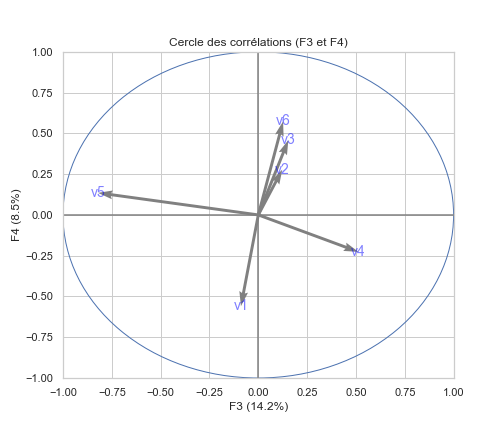 Cercle des corrélations (F3 et F4)
1.00
0.75
0.50
0.25
0.00
−0.25
−0.50
−0.75
−1.00
F4 (8.5%)
v6
v3
v2
v5
v4
v1
−1.00 −0.75 −0.50 −0.25 0.00 0.25 0.50 0.75 1.00
F3 (14.2%)